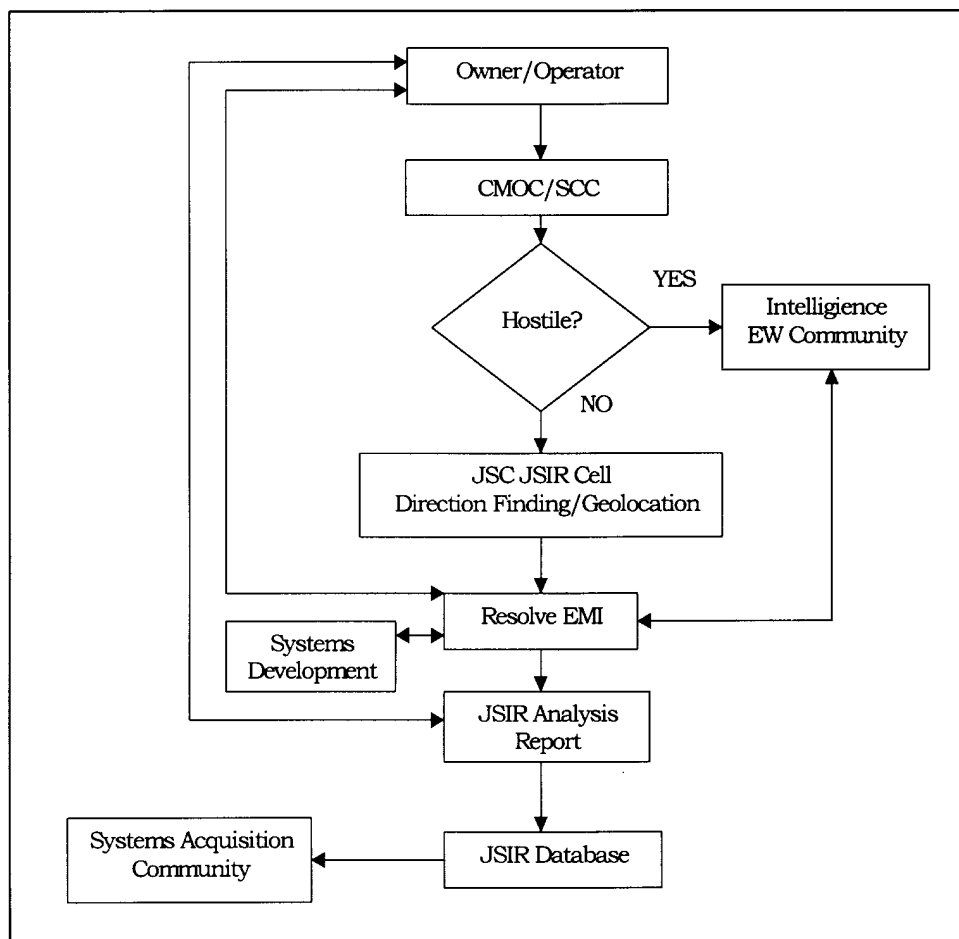 Owner/Operator
CMOC/SCC
Hostile?
YES
Intelligience
EW Community
NO
JSC JSIR Cell
Direction Finding/Geolocation
Resolve EMI
Systems
Development
JSIR Analysis
Report
JSIR Database
Systems Acquisition
Community